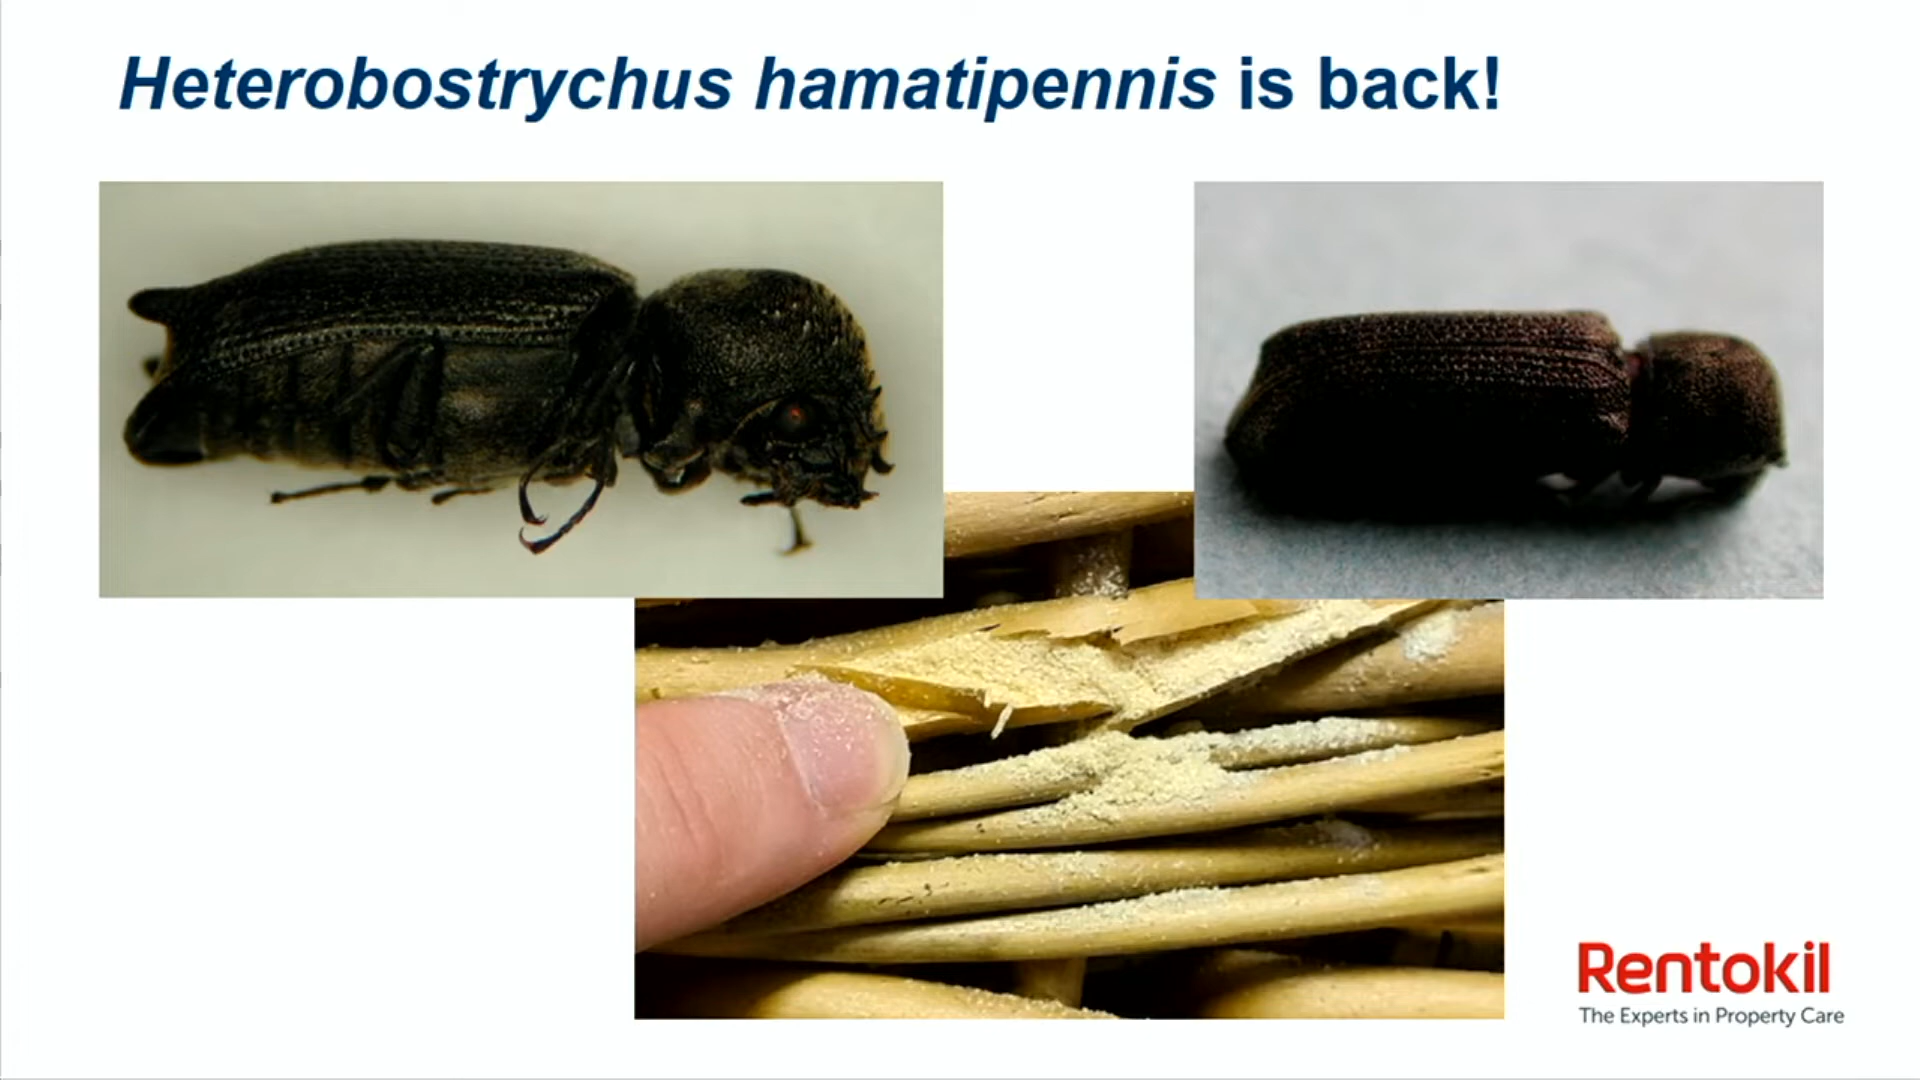 Heterobostrychus hamatipennis is back!
Rentokil
The Experts in Property Care